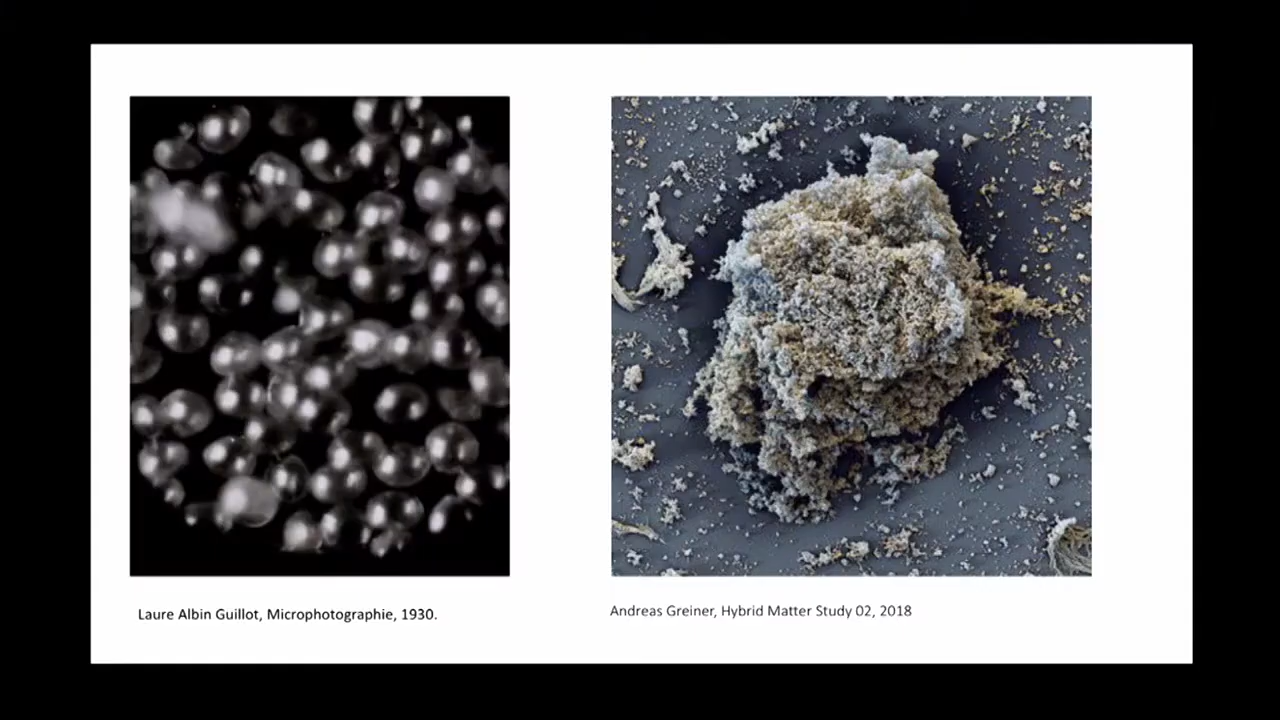 Laure Albin Guillot, Microphotographie, 1930.
Andreas Greiner, Hybrid Matter Study 02, 2018